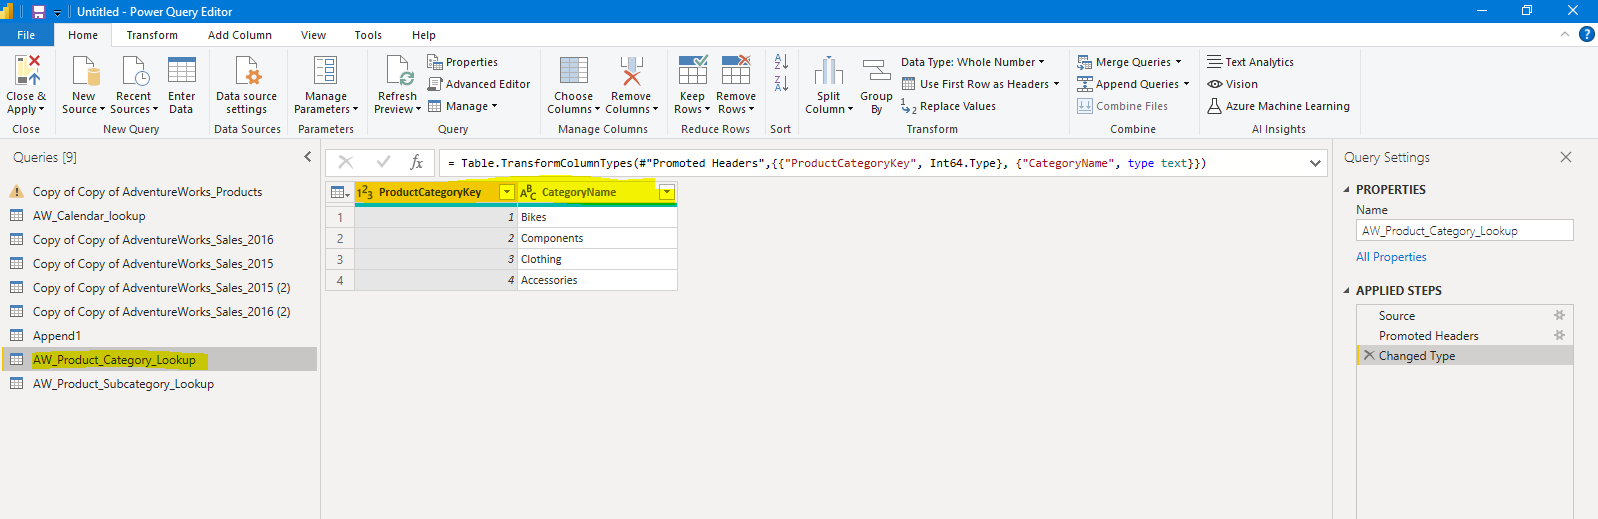 Untitled - Power Query Editor
File Home Transform Add Column View Tools Help
Close & Apply
Close
New Source
Recent Sources
Enter Data
New Query
Data source settings
Data Sources
Manage Parameters
Parameters
Refresh Preview
Properties
Advanced Editor
Manage
Query
Choose Columns
Remove Columns
Manage Columns
Keep Rows
Remove Rows
Reduce Rows
A Z
Z A
Sort
Split Column
Group By
Data Type: Whole Number
Use First Row as Headers
1 2 Replace Values
Transform
Merge Queries
Append Queries
Combine Files
Combine
Text Analytics
Vision
Azure Machine Learning
AI Insights
Queries [9]
Copy of Copy of AdventureWorks_Products
AW_Calendar_lookup
Copy of Copy of AdventureWorks_Sales_2016
Copy of Copy of AdventureWorks_Sales_2015
Copy of Copy of AdventureWorks_Sales_2015 (2)
Copy of Copy of AdventureWorks_Sales_2016 (2)
Append1
AW_Product_Category_Lookup
AW_Product_Subcategory_Lookup
fx = Table.TransformColumnTypes(#"Promoted Headers",{{"ProductCategoryKey", Int64.Type}, {"CategoryName", type text}})
123 ProductCategoryKey ABC CategoryName
1 1 Bikes
2 2 Components
3 3 Clothing
4 4 Accessories
Query Settings
PROPERTIES
Name
AW_Product_Category_Lookup
All Properties
APPLIED STEPS
Source
Promoted Headers
Changed Type